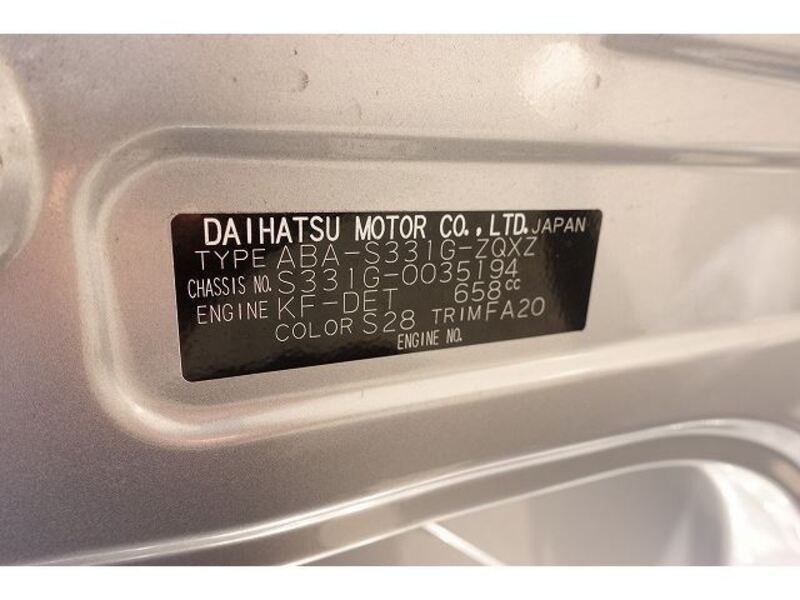 DAIHATSU MOTOR CO.,LTD. JAPAN
TYPE ABA-S331G-ZQXZ
CHASSIS NO. S331G-0035194
ENGINE KF-DET 658cc
COLOR S28 TRIM FA20
ENGINE NO.